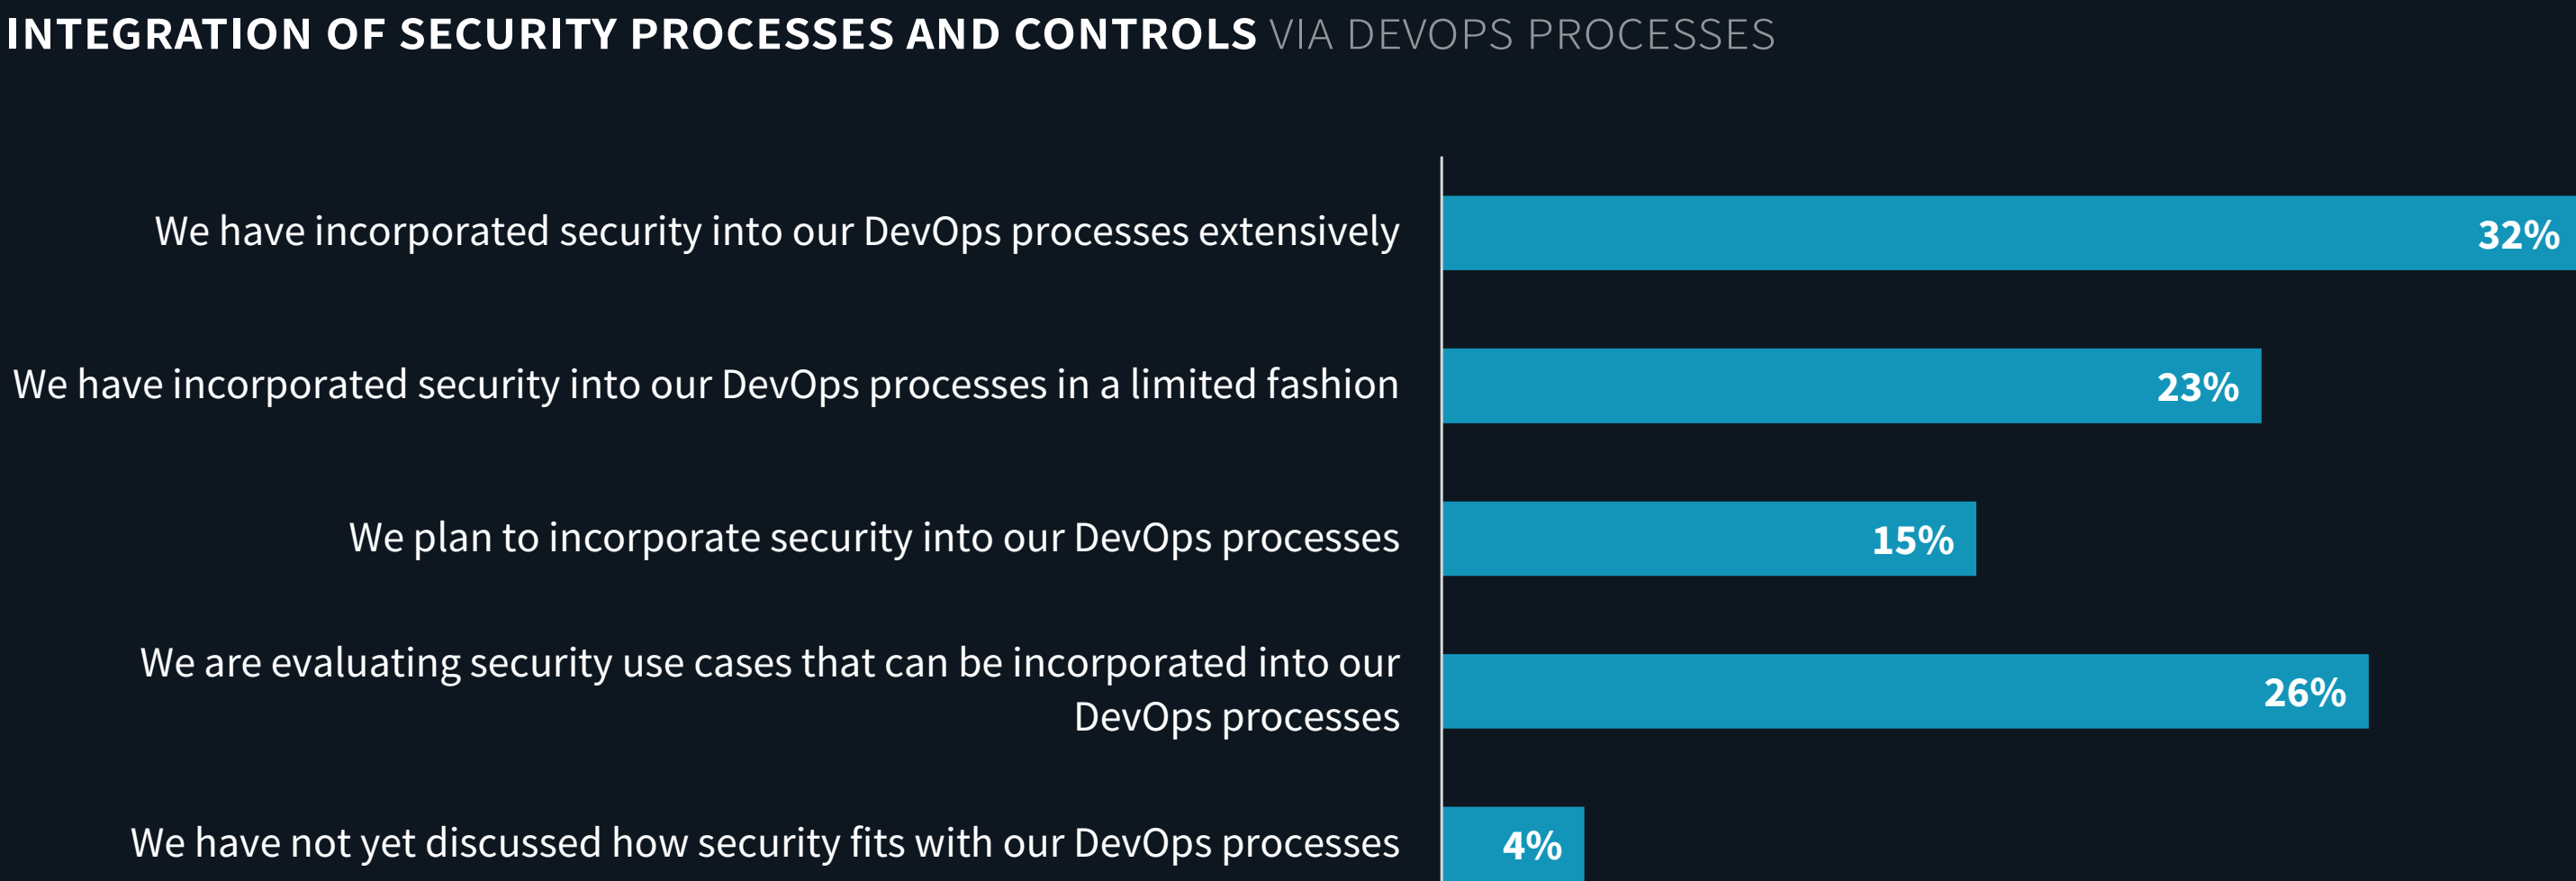 INTEGRATION OF SECURITY PROCESSES AND CONTROLS VIA DEVOPS PROCESSES
We have incorporated security into our DevOps processes extensively
32%
We have incorporated security into our DevOps processes in a limited fashion
23%
We plan to incorporate security into our DevOps processes
15%
We are evaluating security use cases that can be incorporated into our
DevOps processes
26%
We have not yet discussed how security fits with our DevOps processes
4%